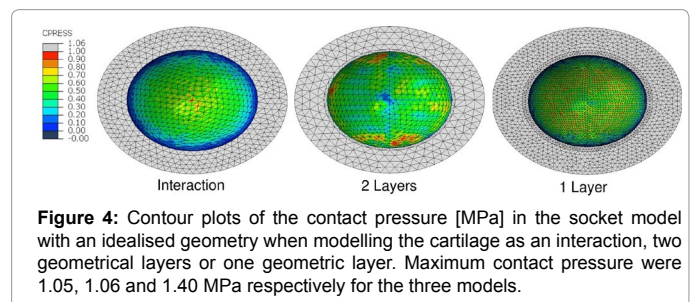 CPRESS
1.06
1.00
0.90
0.80
0.70
0.60
0.50
0.40
0.30
0.20
0.10
0.00
-0.00
Interaction
2 Layers
1 Layer
Figure 4: Contour plots of the contact pressure [MPa] in the socket model
with an idealised geometry when modelling the cartilage as an interaction, two
geometrical layers or one geometric layer. Maximum contact pressure were
1.05, 1.06 and 1.40 MPa respectively for the three models.